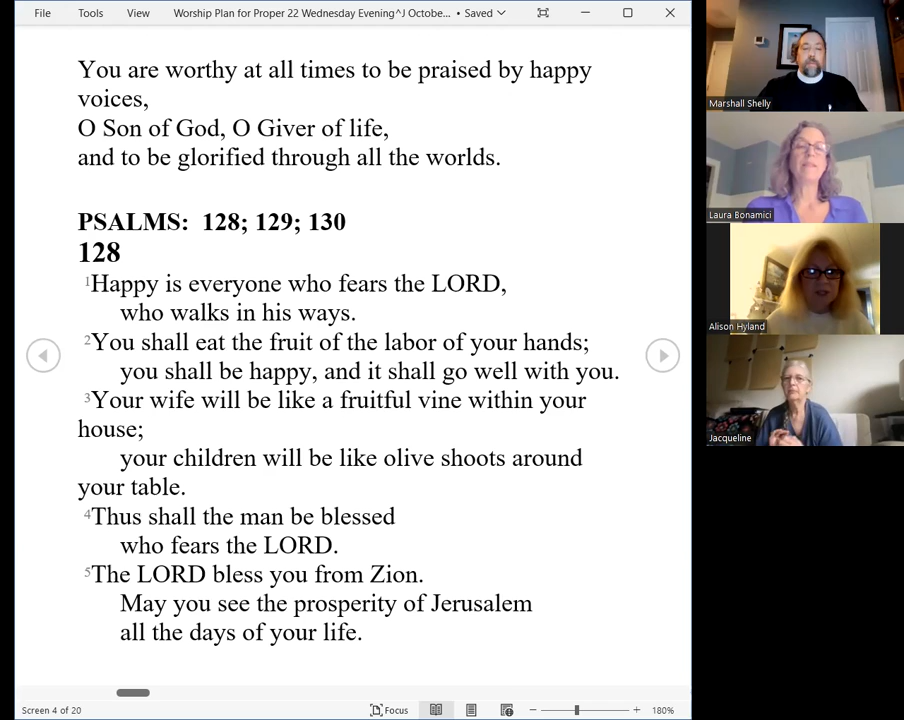 File Tools View Worship Plan for Proper 22 Wednesday Evening^J Octobe... • Saved
You are worthy at all times to be praised by happy
voices,
O Son of God, O Giver of life,
and to be glorified through all the worlds.
PSALMS: 128; 129; 130
128
1Happy is everyone who fears the LORD,
who walks in his ways.
2You shall eat the fruit of the labor of your hands;
you shall be happy, and it shall go well with you.
3Your wife will be like a fruitful vine within your
house;
your children will be like olive shoots around
your table.
4Thus shall the man be blessed
who fears the LORD.
5The LORD bless you from Zion.
May you see the prosperity of Jerusalem
all the days of your life.
Screen 4 of 20 Focus 180%
Marshall Shelly
Laura Bonamici
Alison Hyland
Jacqueline